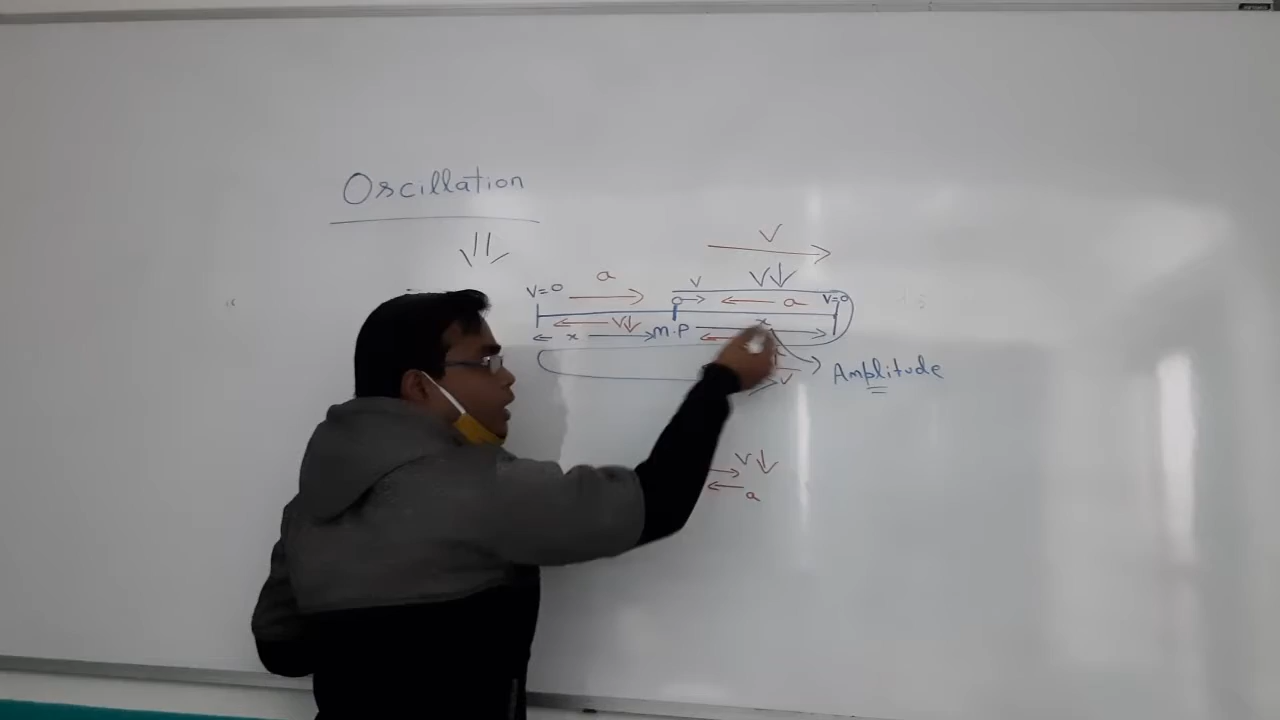 Oscillation
V
a
V=0
V
V↓
a
V=0
V↓
x
m.p
x
V
Amplitude
V↓
a